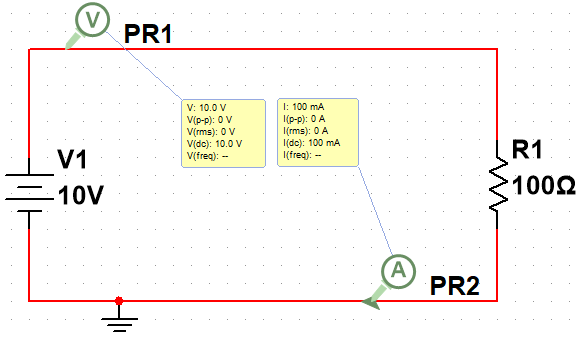 V
PR1
V: 10.0 V
V(p-p): 0 V
V(rms): 0 V
V(dc): 10.0 V
V(freq): --
I: 100 mA
I(p-p): 0 A
I(rms): 0 A
I(dc): 100 mA
I(freq): --
V1
10V
R1
100Ω
A
PR2